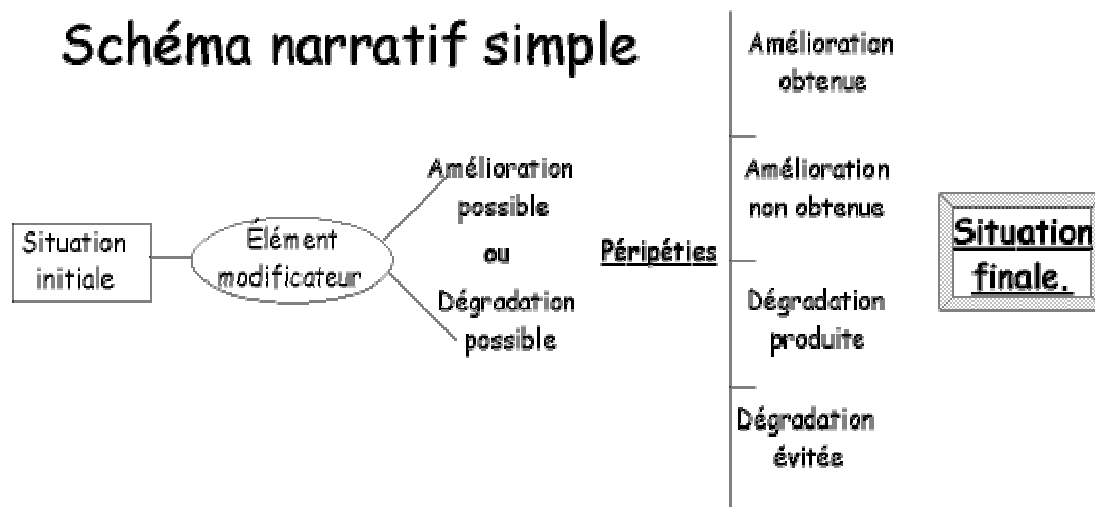 Schéma narratif simple
Situation
initiale
Élément
modificateur
Amélioration
possible
ou
Dégradation
possible
Péripéties
Amélioration
obtenue
Amélioration
non obtenue
Dégradation
produite
Dégradation
évitée
Situation
finale.